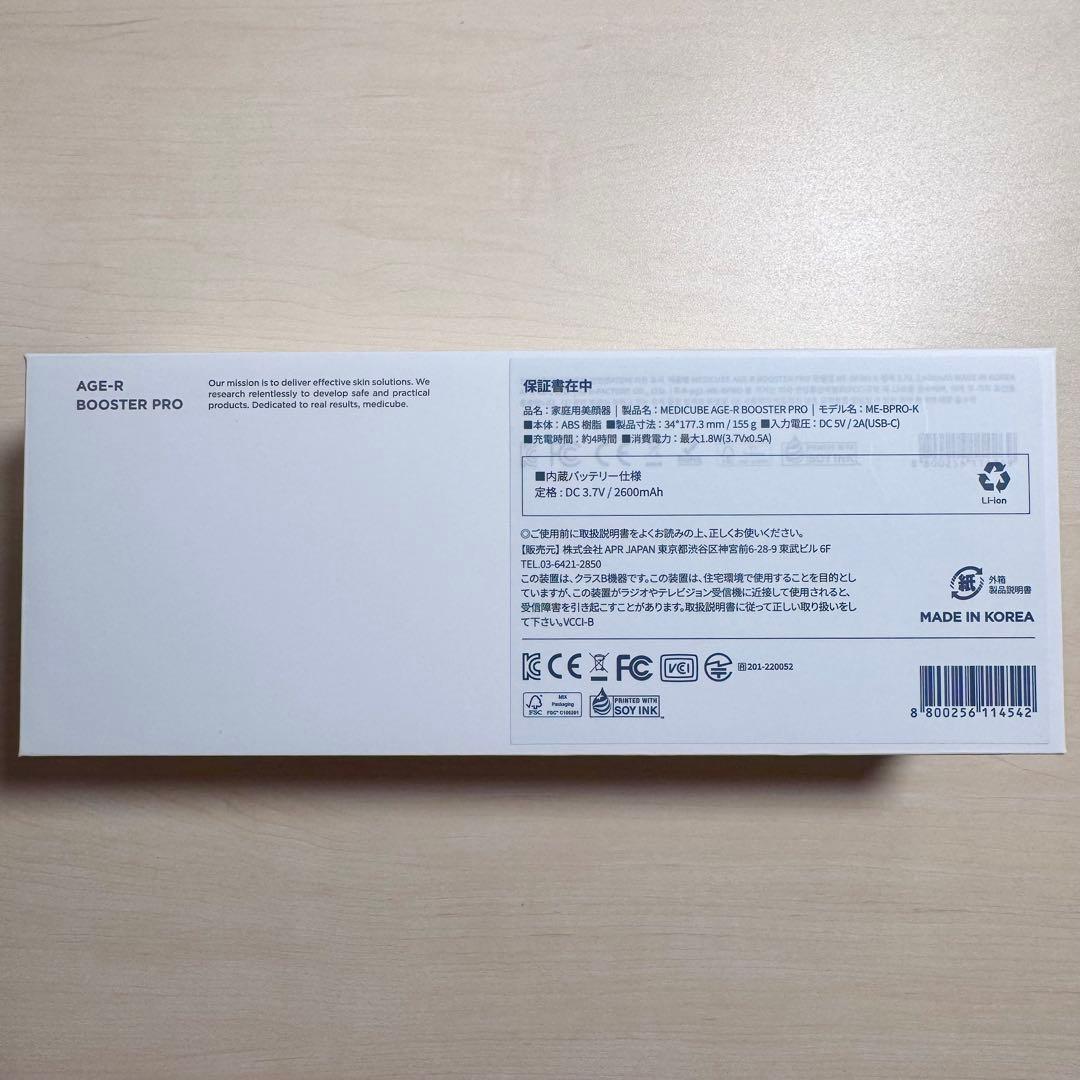 AGE-R
BOOSTER PRO
Our mission is to deliver effective skin solutions. We
research relentlessly to develop safe and practical
products. Dedicated to real results, medicube.
保証書在中
品名：家庭用美顔器 | 製品名：MEDICUBE AGE-R BOOSTER PRO | モデル名：ME-BPRO-K
■本体：ABS 樹脂 ■製品寸法：34*177.3 mm / 155 g ■入力電圧：DC 5V / 2A(USB-C)
■充電時間：約4時間 ■消費電力：最大1.8W(3.7Vx0.5A)
■内蔵バッテリー仕様
定格 : DC 3.7V / 2600mAh
Li-ion
◎ご使用前に取扱説明書をよくお読みの上、正しくお使いください。
【販売元】 株式会社 APR JAPAN 東京都渋谷区神宮前6-28-9 東武ビル 6F
TEL.03-6421-2850
この装置は、クラスB機器です。この装置は、住宅環境で使用することを目的とし
ていますが、この装置がラジオやテレビジョン受信機に近接して使用されると、
受信障害を引き起こすことがあります。取扱説明書に従って正しい取り扱いをし
て下さい。VCCI-B
紙 外箱
製品説明書
MADE IN KOREA
KC CE FC VCI R 201-220052
FSC MIX
Packaging
FSC® C106201
PRINTED WITH
SOY INK™
8 800256 114542